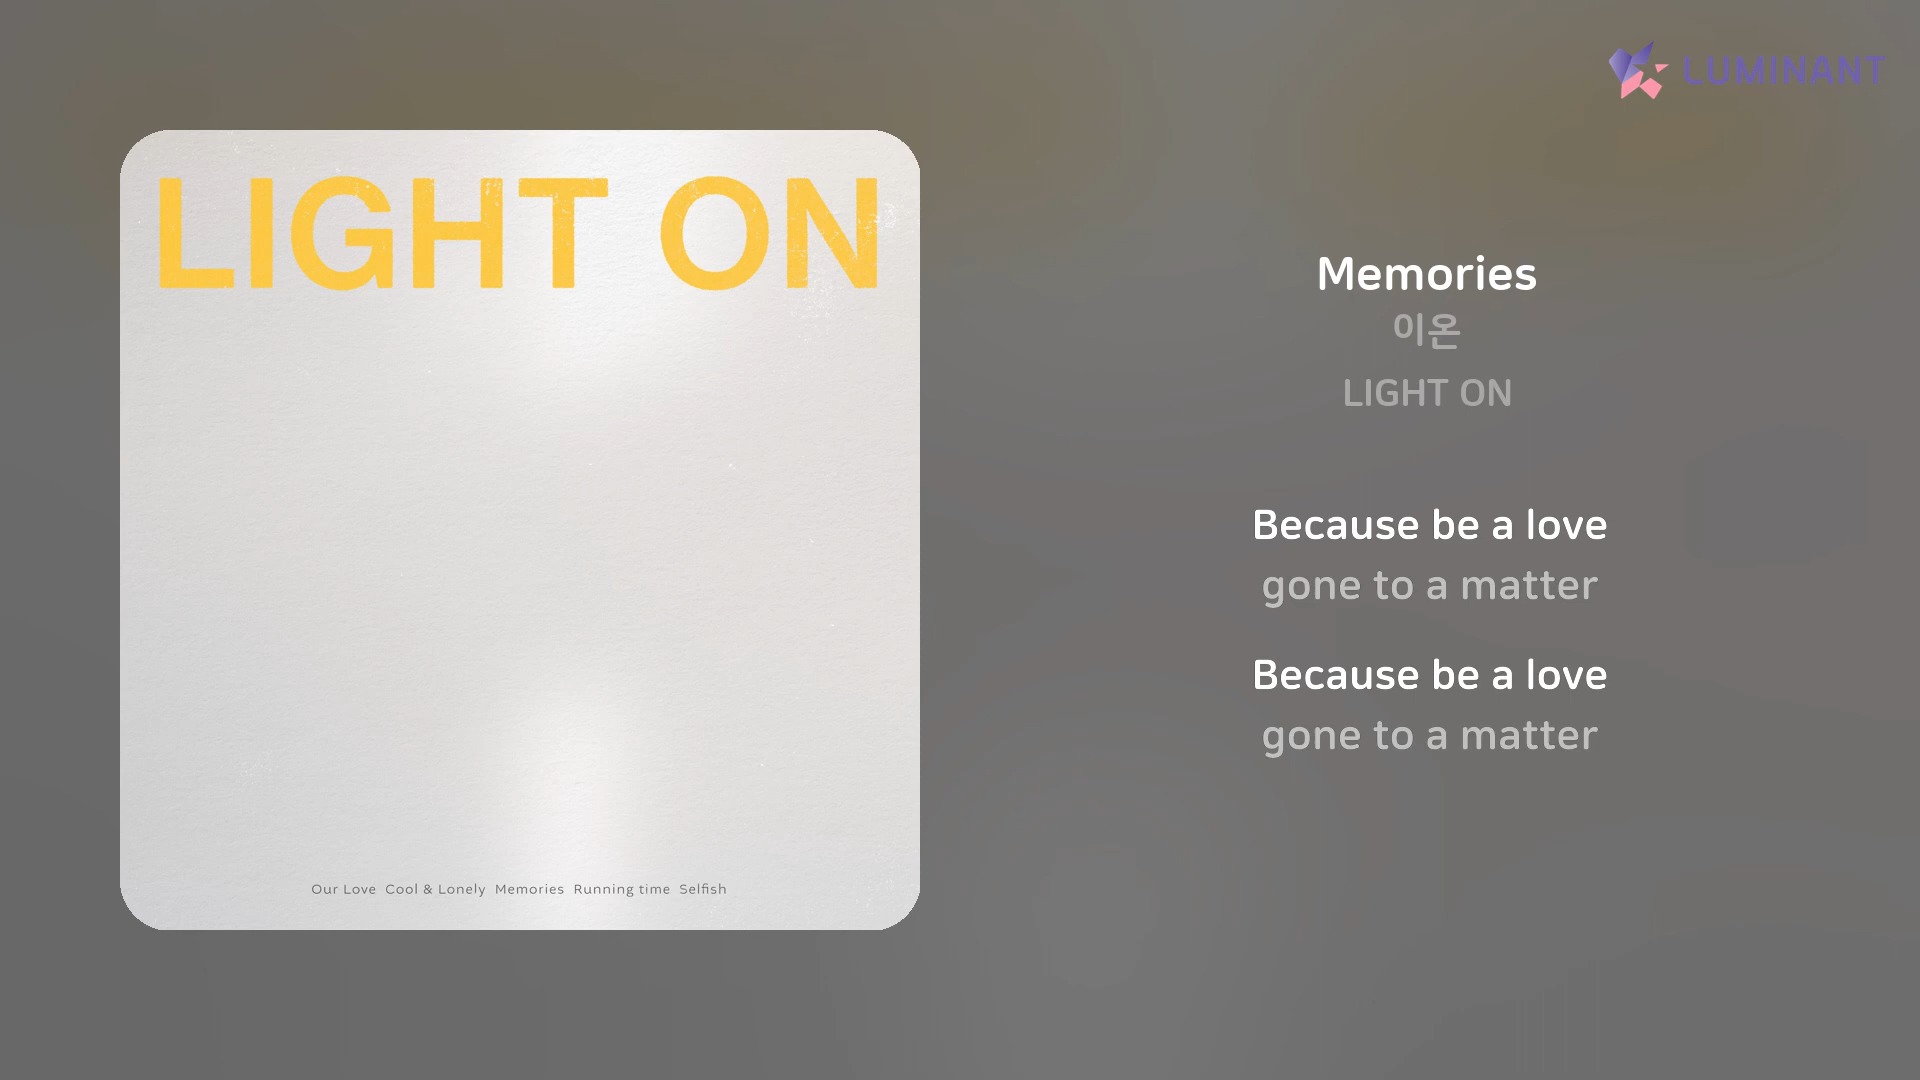 LUMINANT
LIGHT ON
Our Love Cool & Lonely Memories Running time Selfish
Memories
이온
LIGHT ON
Because be a love
gone to a matter
Because be a love
gone to a matter